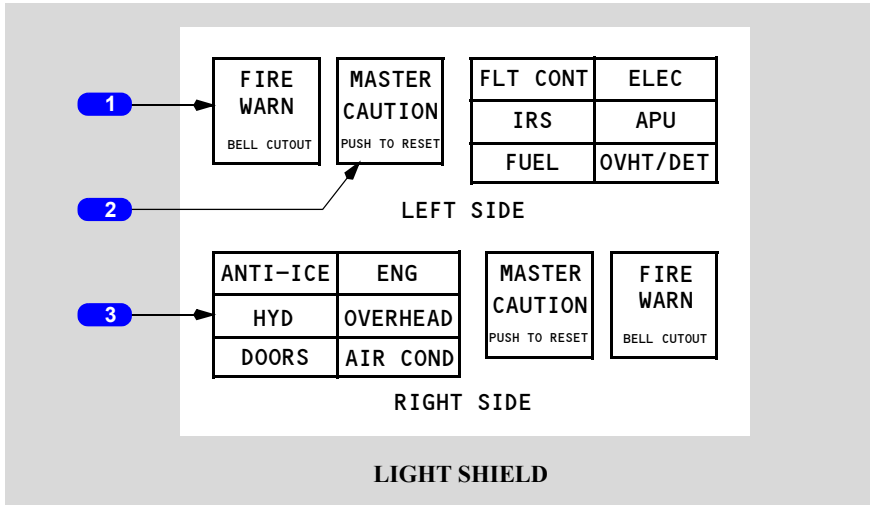 FIRE WARN
BELL CUTOUT
MASTER CAUTION
PUSH TO RESET
FLT CONT ELEC
IRS APU
FUEL OVHT/DET
1
2
LEFT SIDE
ANTI-ICE ENG
HYD OVERHEAD
DOORS AIR COND
3
MASTER CAUTION
PUSH TO RESET
FIRE WARN
BELL CUTOUT
RIGHT SIDE
LIGHT SHIELD